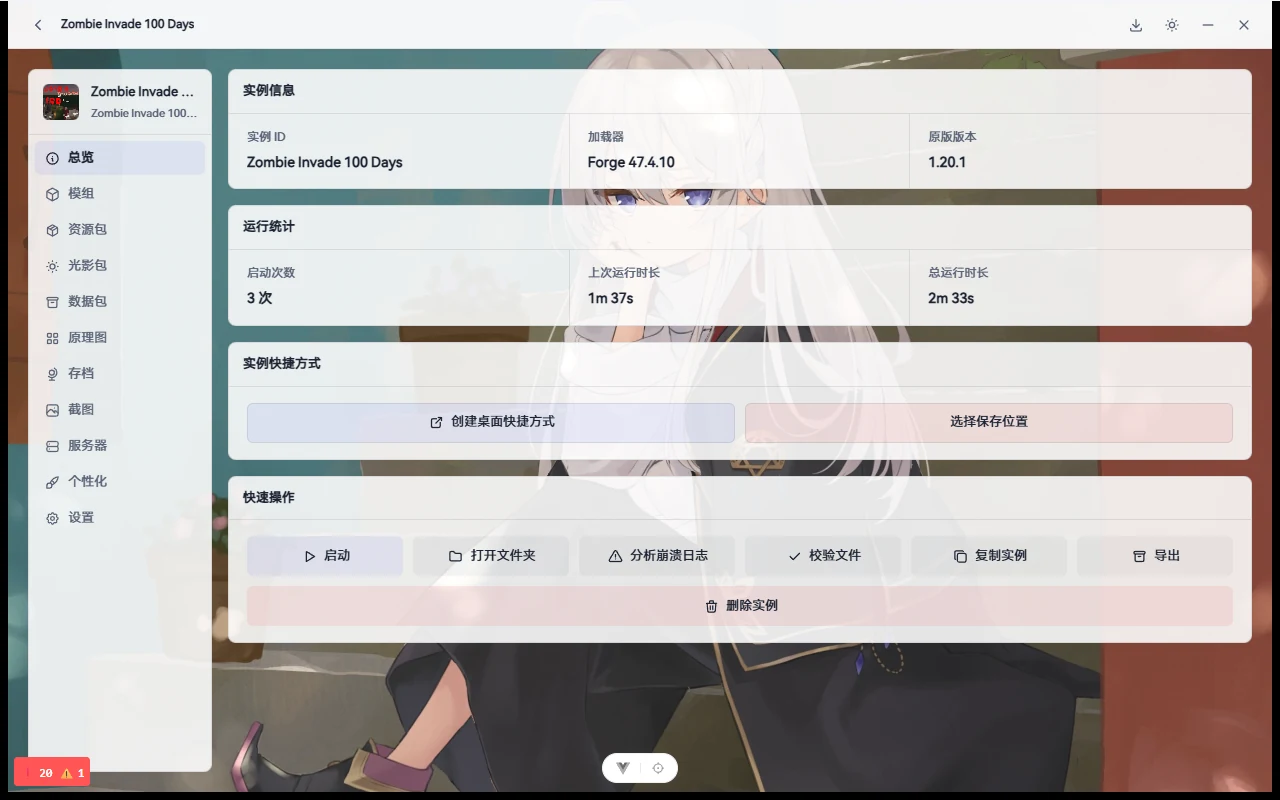 Zombie Invade 100 Days
Zombie Invade ...
Zombie Invade 100...
总览
模组
资源包
光影包
数据包
原理图
存档
截图
服务器
个性化
设置
实例信息
实例 ID
Zombie Invade 100 Days
加载器
Forge 47.4.10
原版版本
1.20.1
运行统计
启动次数
3 次
上次运行时长
1m 37s
总运行时长
2m 33s
实例快捷方式
创建桌面快捷方式
选择保存位置
快速操作
启动
打开文件夹
分析崩溃日志
校验文件
复制实例
导出
删除实例
20 ⚠ 1